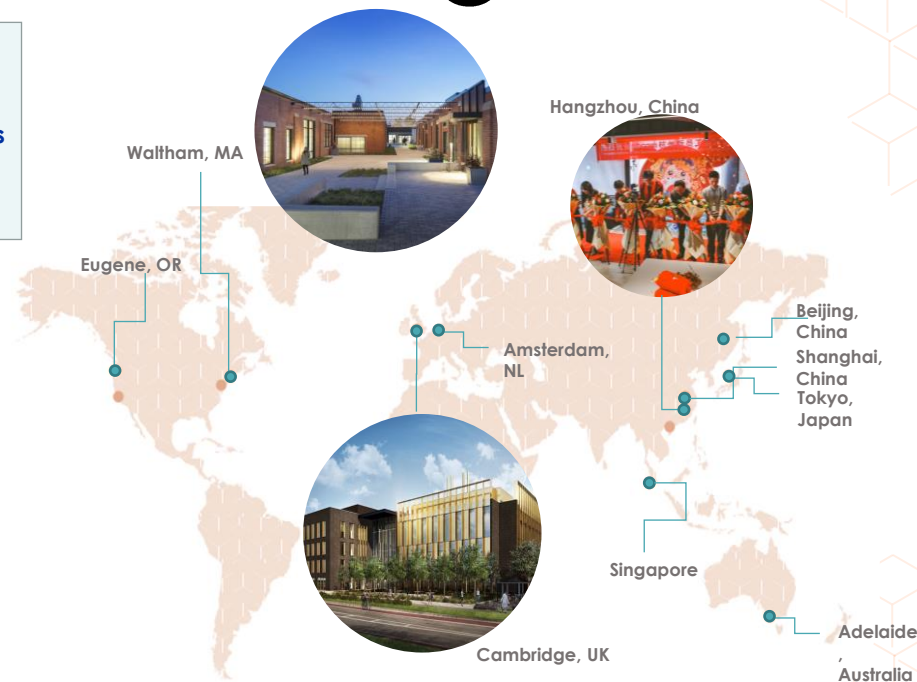 s
Hangzhou, China
Waltham, MA
Eugene, OR
Beijing,
China
Amsterdam,
NL
Shanghai,
China
Tokyo,
Japan
Singapore
Adelaide
,
Australia
Cambridge, UK